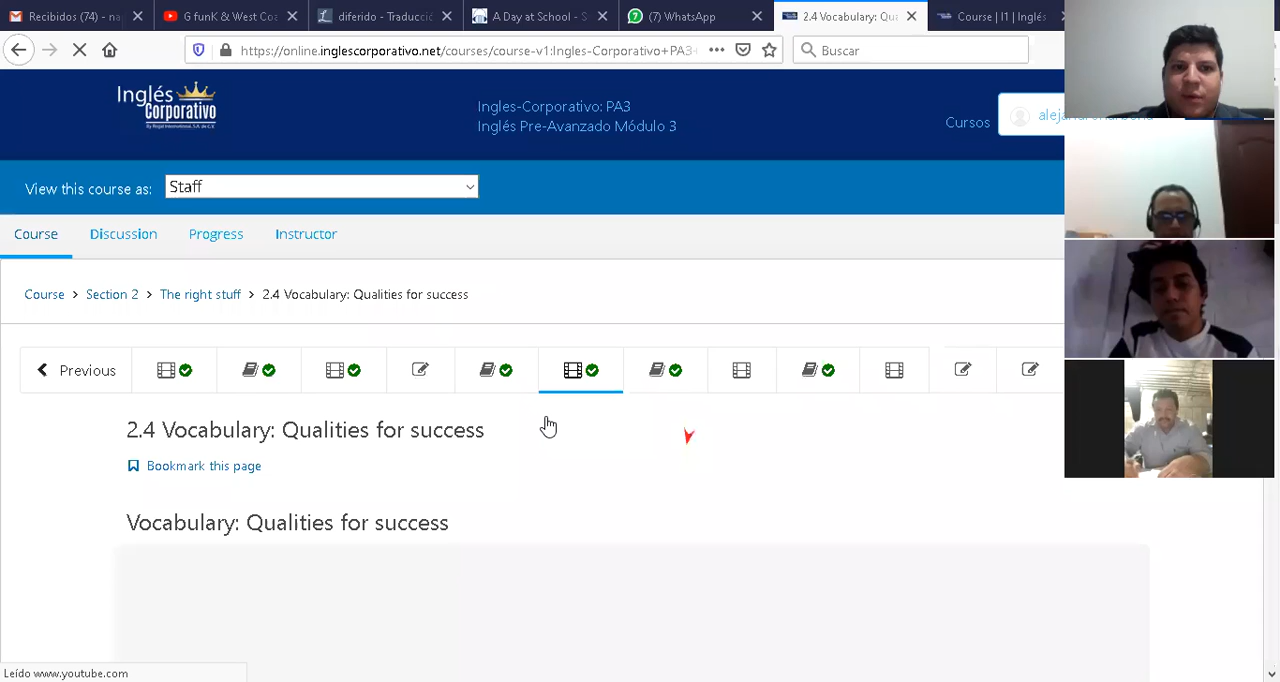 Recibidos (74) - na
G funK & West Coa
diferido - Traducció
A Day at School - S
(7) WhatsApp
2.4 Vocabulary: Qua
Course | I1 | Inglés
https://online.inglescorporativo.net/courses/course-v1:Ingles-Corporativo+PA3
Buscar
Inglés
Corporativo
Ingles-Corporativo: PA3
Inglés Pre-Avanzado Módulo 3
Cursos
View this course as:
Staff
Course
Discussion
Progress
Instructor
Course > Section 2 > The right stuff > 2.4 Vocabulary: Qualities for success
Previous
2.4 Vocabulary: Qualities for success
Bookmark this page
Vocabulary: Qualities for success
Leído www.youtube.com